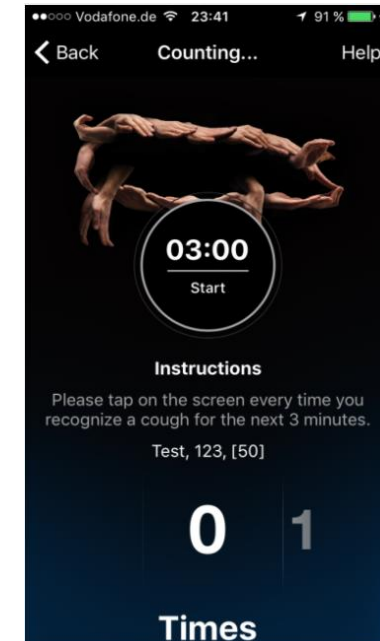 Vodafone.de 23:41 91 %
Back Counting... Help
03:00
Start
Instructions
Please tap on the screen every time you
recognize a cough for the next 3 minutes.
Test, 123, [50]
0 1
Times